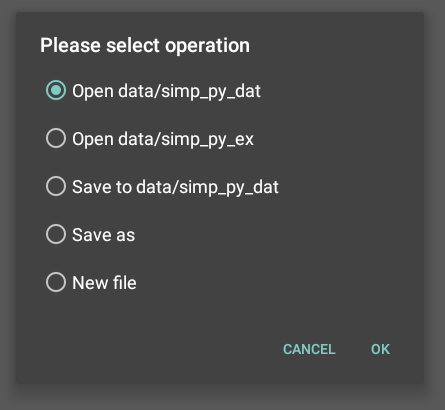 Please select operation
Open data/simp_py_dat
Open data/simp_py_ex
Save to data/simp_py_dat
Save as
New file
CANCEL OK